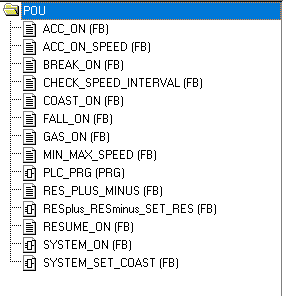 POU
ACC_ON (FB)
ACC_ON_SPEED (FB)
BREAK_ON (FB)
CHECK_SPEED_INTERVAL (FB)
COAST_ON (FB)
FALL_ON (FB)
GAS_ON (FB)
MIN_MAX_SPEED (FB)
PLC_PRG (PRG)
RES_PLUS_MINUS (FB)
RESplus_RESminus_SET_RES (FB)
RESUME_ON (FB)
SYSTEM_ON (FB)
SYSTEM_SET_COAST (FB)